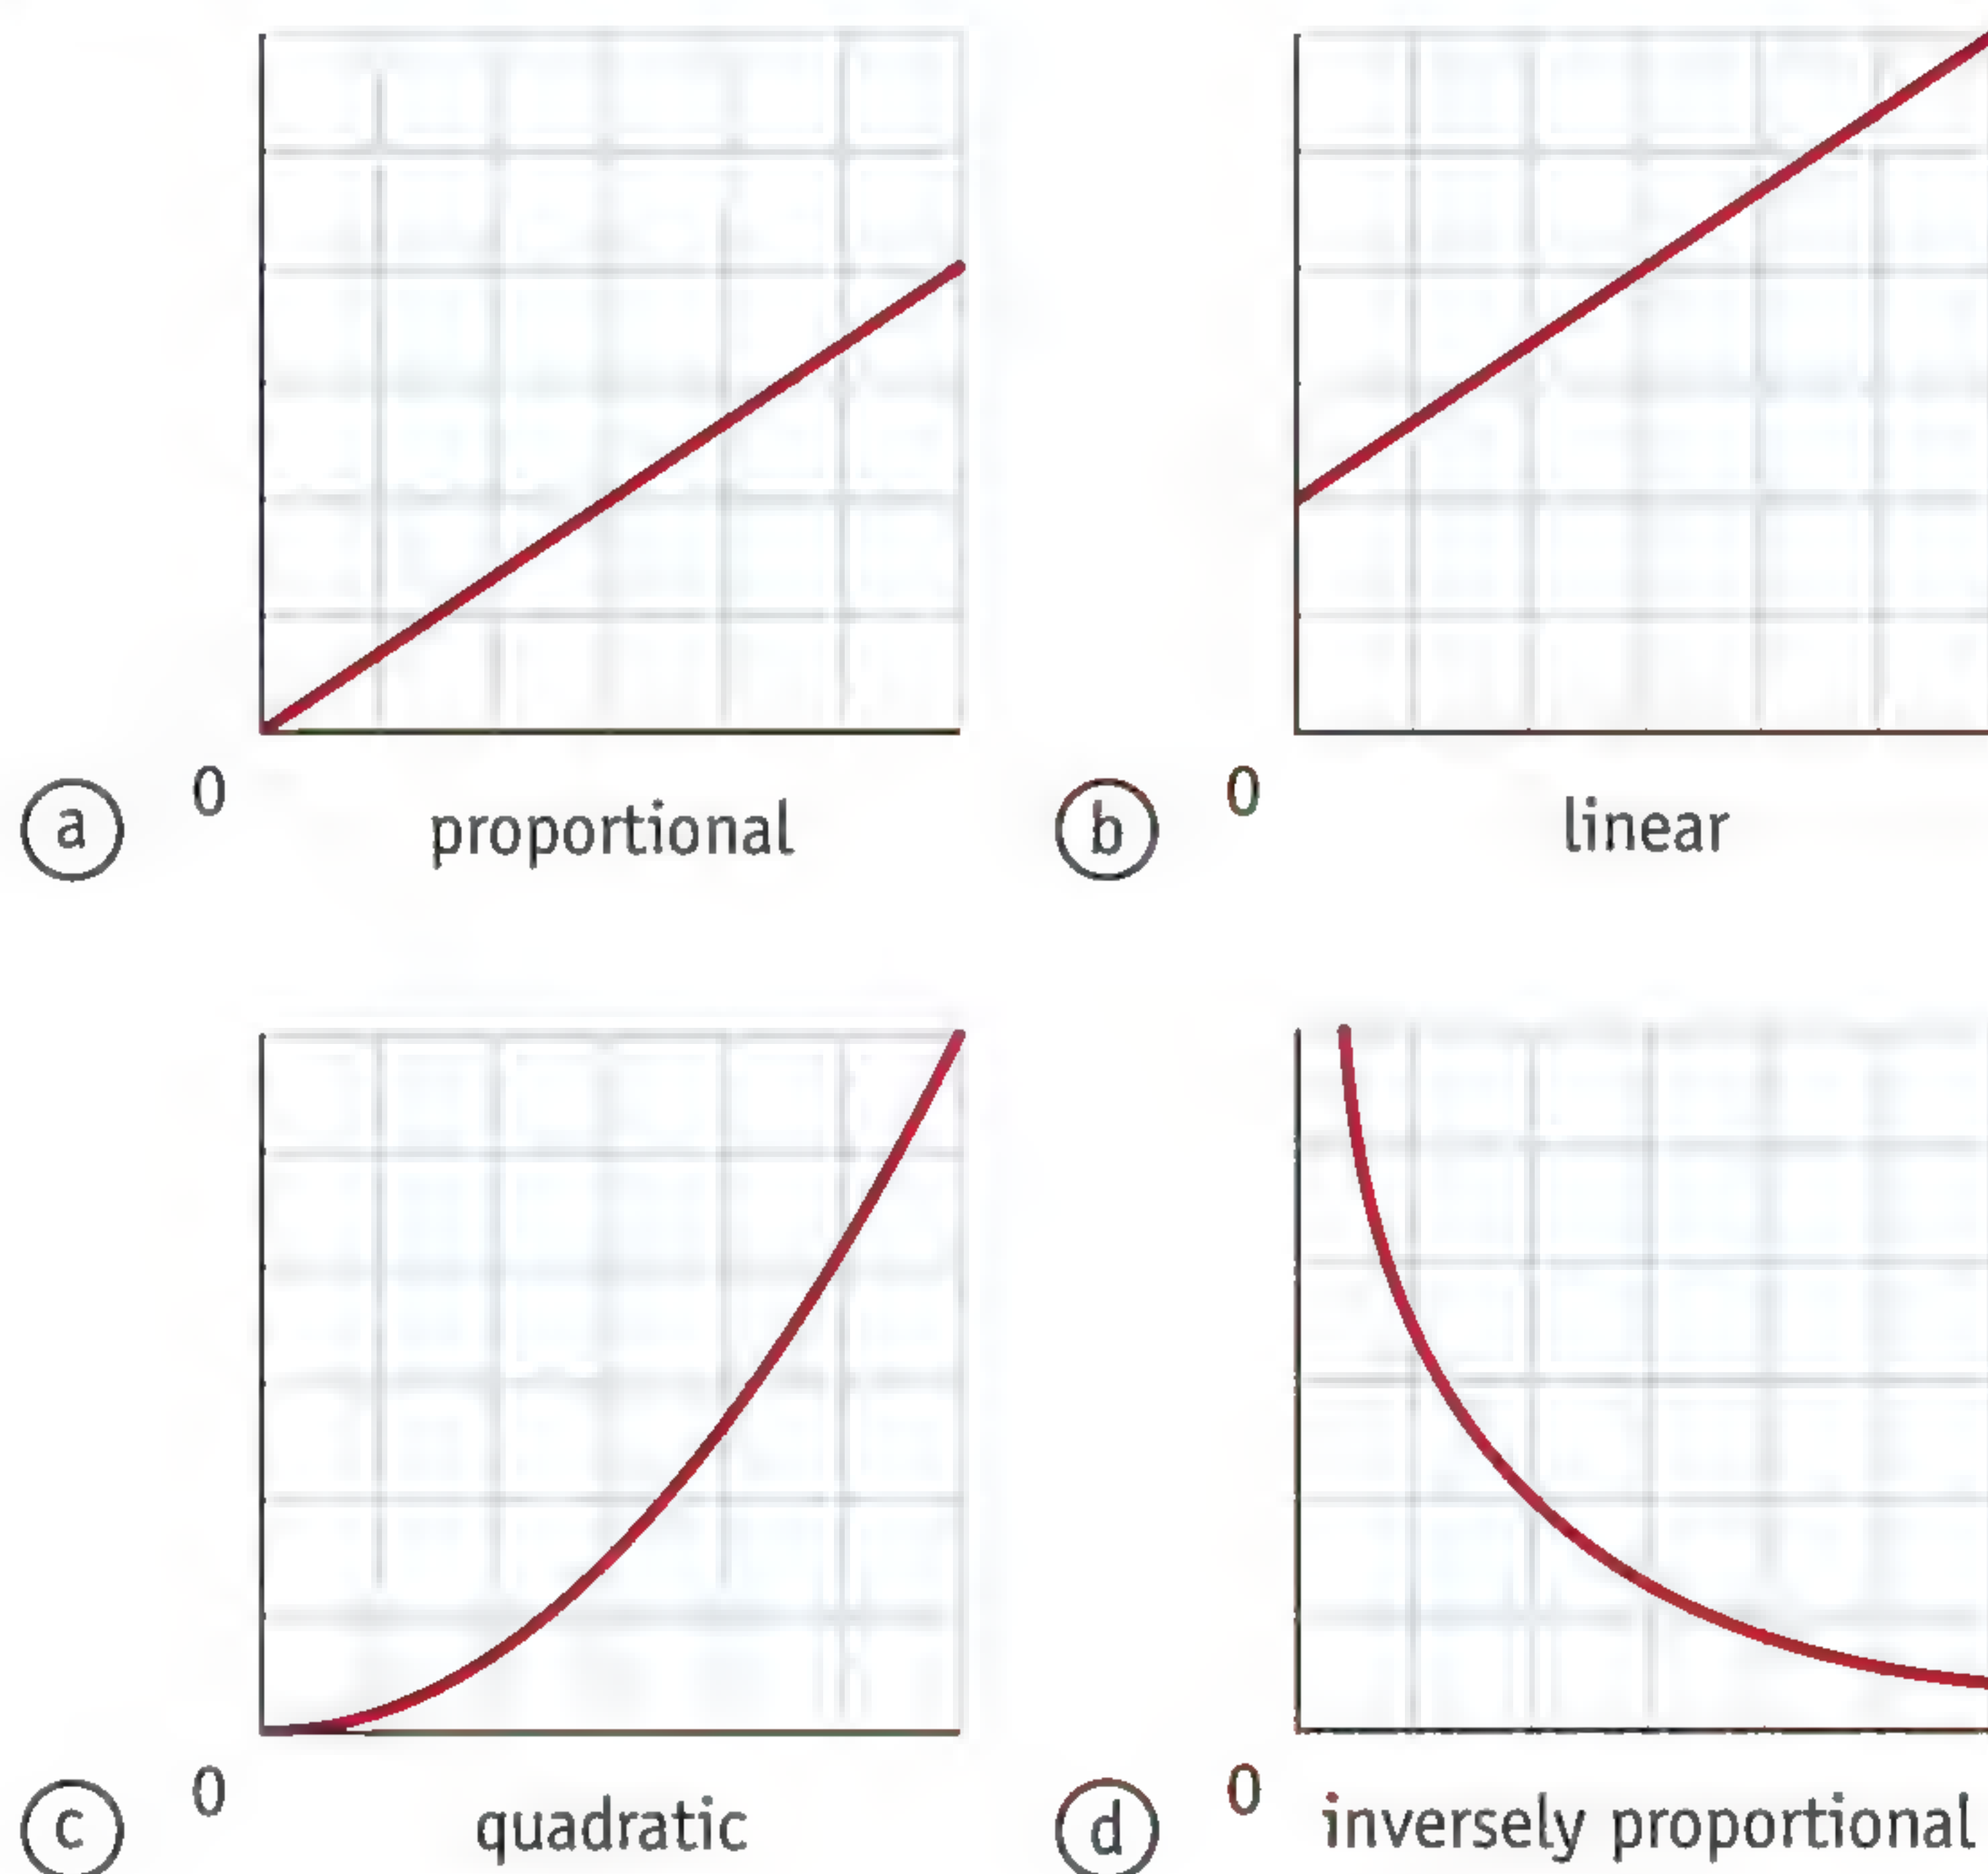 a 0 proportional
b 0 linear
c 0 quadratic
d 0 inversely proportional